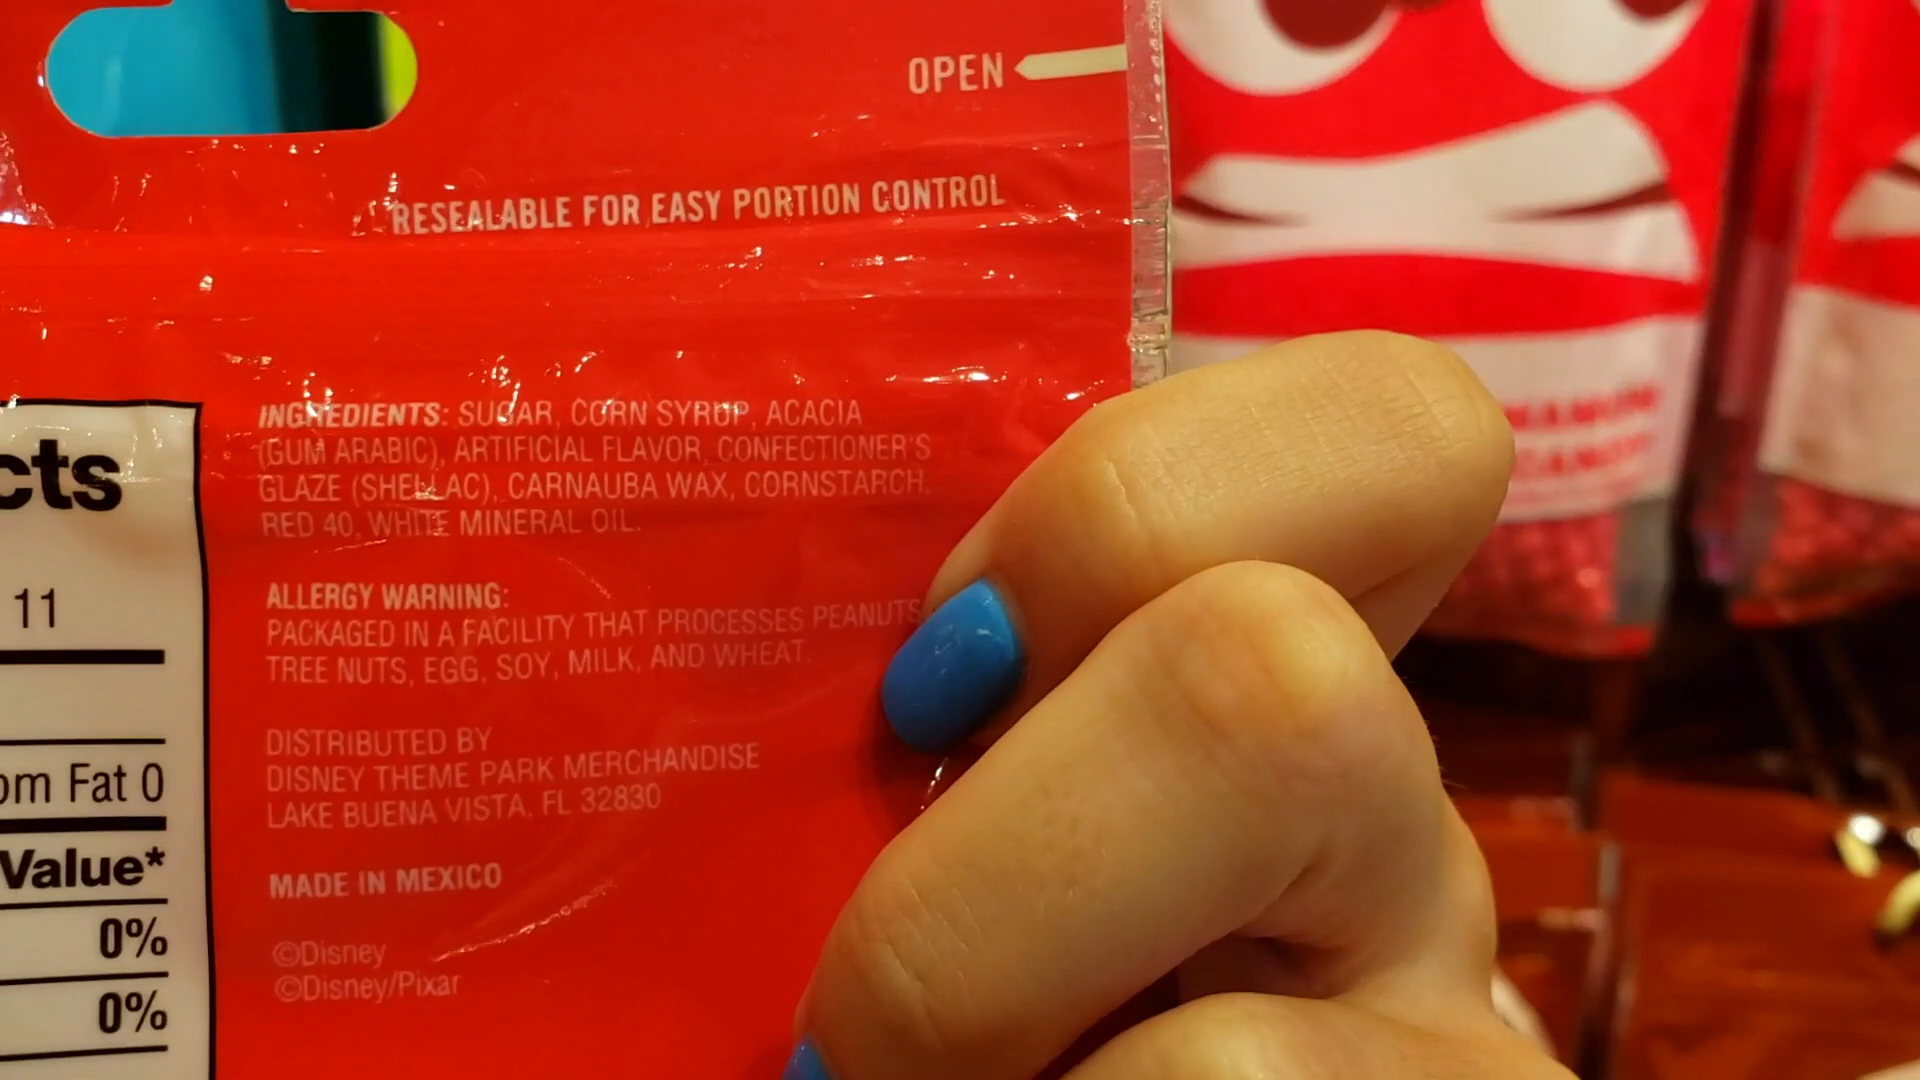 OPEN
RESEALABLE FOR EASY PORTION CONTROL
INGREDIENTS: SUGAR, CORN SYRUP, ACACIA
(GUM ARABIC), ARTIFICIAL FLAVOR, CONFECTIONER'S
GLAZE (SHELLAC), CARNAUBA WAX, CORNSTARCH,
RED 40, WHITE MINERAL OIL.
ALLERGY WARNING:
PACKAGED IN A FACILITY THAT PROCESSES PEANUTS
TREE NUTS, EGG, SOY, MILK, AND WHEAT.
DISTRIBUTED BY
DISNEY THEME PARK MERCHANDISE
LAKE BUENA VISTA, FL 32830
MADE IN MEXICO
©Disney
©Disney/Pixar
cts
11
om Fat 0
Value*
0%
0%